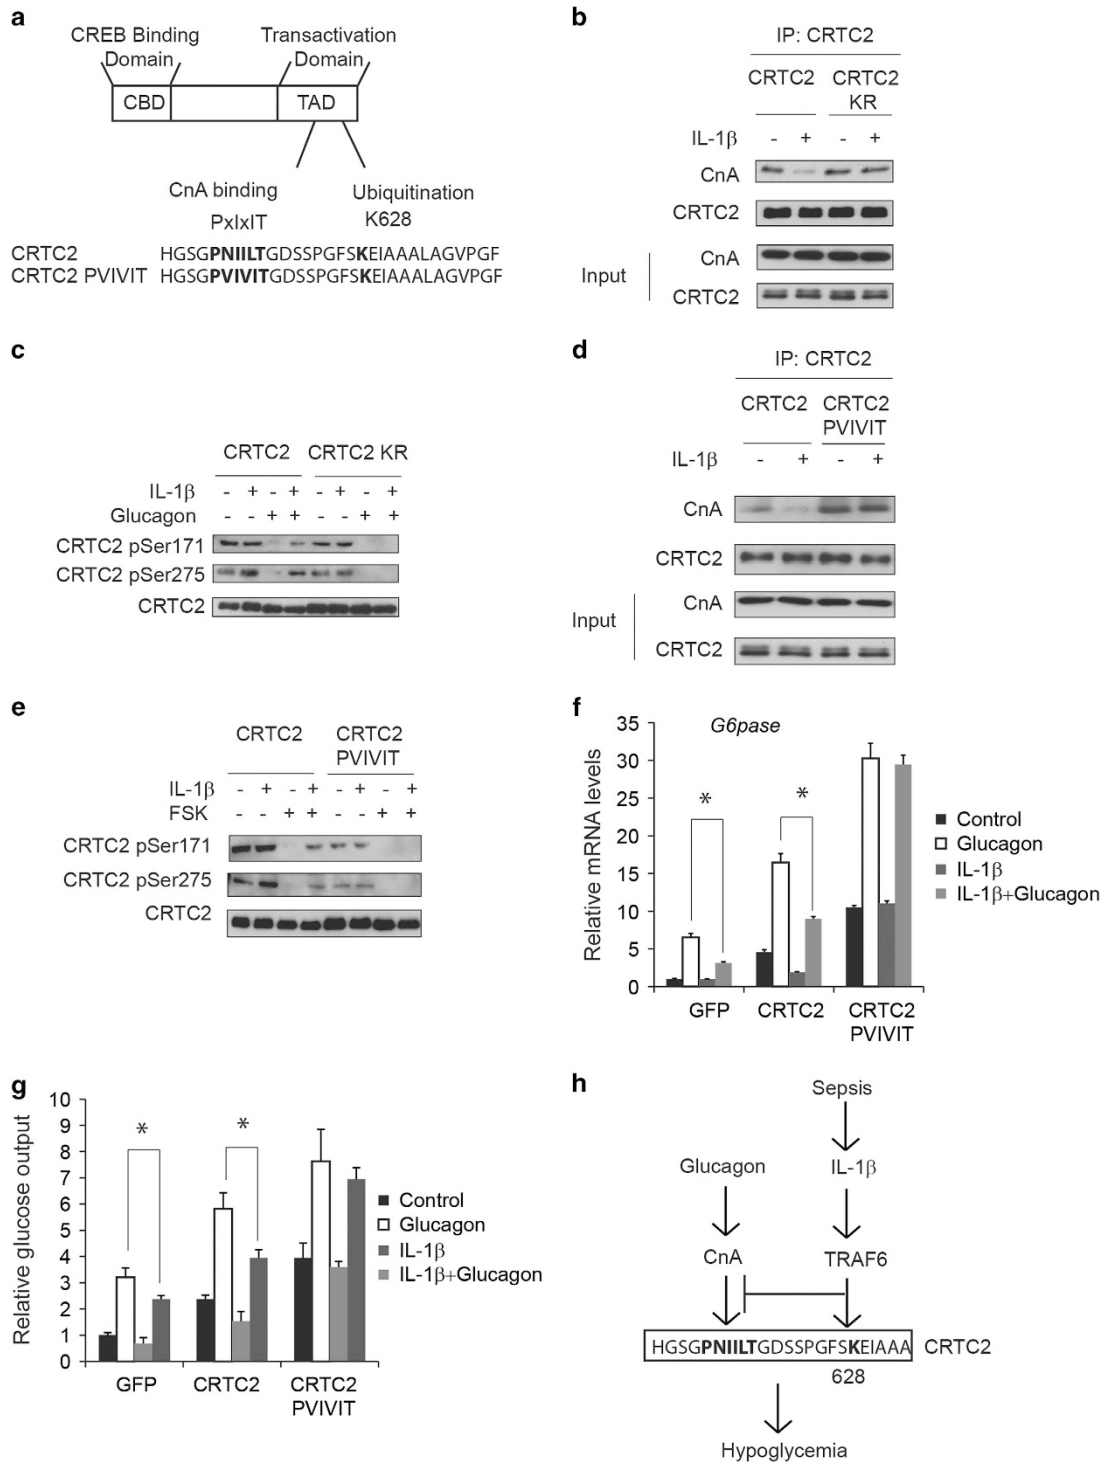 a
CREB Binding Domain
Transactivation Domain
CBD
TAD
CnA binding
PxIxIT
Ubiquitination
K628
CRTC2 HGSGPNIILTGDSSPGFSKEIAAALAGVPGF
CRTC2 PVIVIT HGSGPVIVITGDSSPGFSKEIAAALAGVPGF
b
IP: CRTC2
CRTC2
CRTC2 KR
IL-1β - + - +
CnA
CRTC2
Input
CnA
CRTC2
c
CRTC2 CRTC2 KR
IL-1β - + - + - + - +
Glucagon - - + + - - + +
CRTC2 pSer171
CRTC2 pSer275
CRTC2
d
IP: CRTC2
CRTC2
CRTC2 PVIVIT
IL-1β - + - +
CnA
CRTC2
Input
CnA
CRTC2
e
CRTC2
CRTC2 PVIVIT
IL-1β - + - + - + - +
FSK - - + + - - + +
CRTC2 pSer171
CRTC2 pSer275
CRTC2
f
G6pase
Relative mRNA levels
35
30
25
20
15
10
5
0
*
*
GFP
CRTC2
CRTC2 PVIVIT
Control
Glucagon
IL-1β
IL-1β+Glucagon
g
Relative glucose output
10
9
8
7
6
5
4
3
2
1
0
*
*
GFP
CRTC2
CRTC2 PVIVIT
Control
Glucagon
IL-1β
IL-1β+Glucagon
h
Sepsis
Glucagon
IL-1β
CnA
TRAF6
HGSGPNIILTGDSSPGFSKEIAAA CRTC2
628
Hypoglycemia